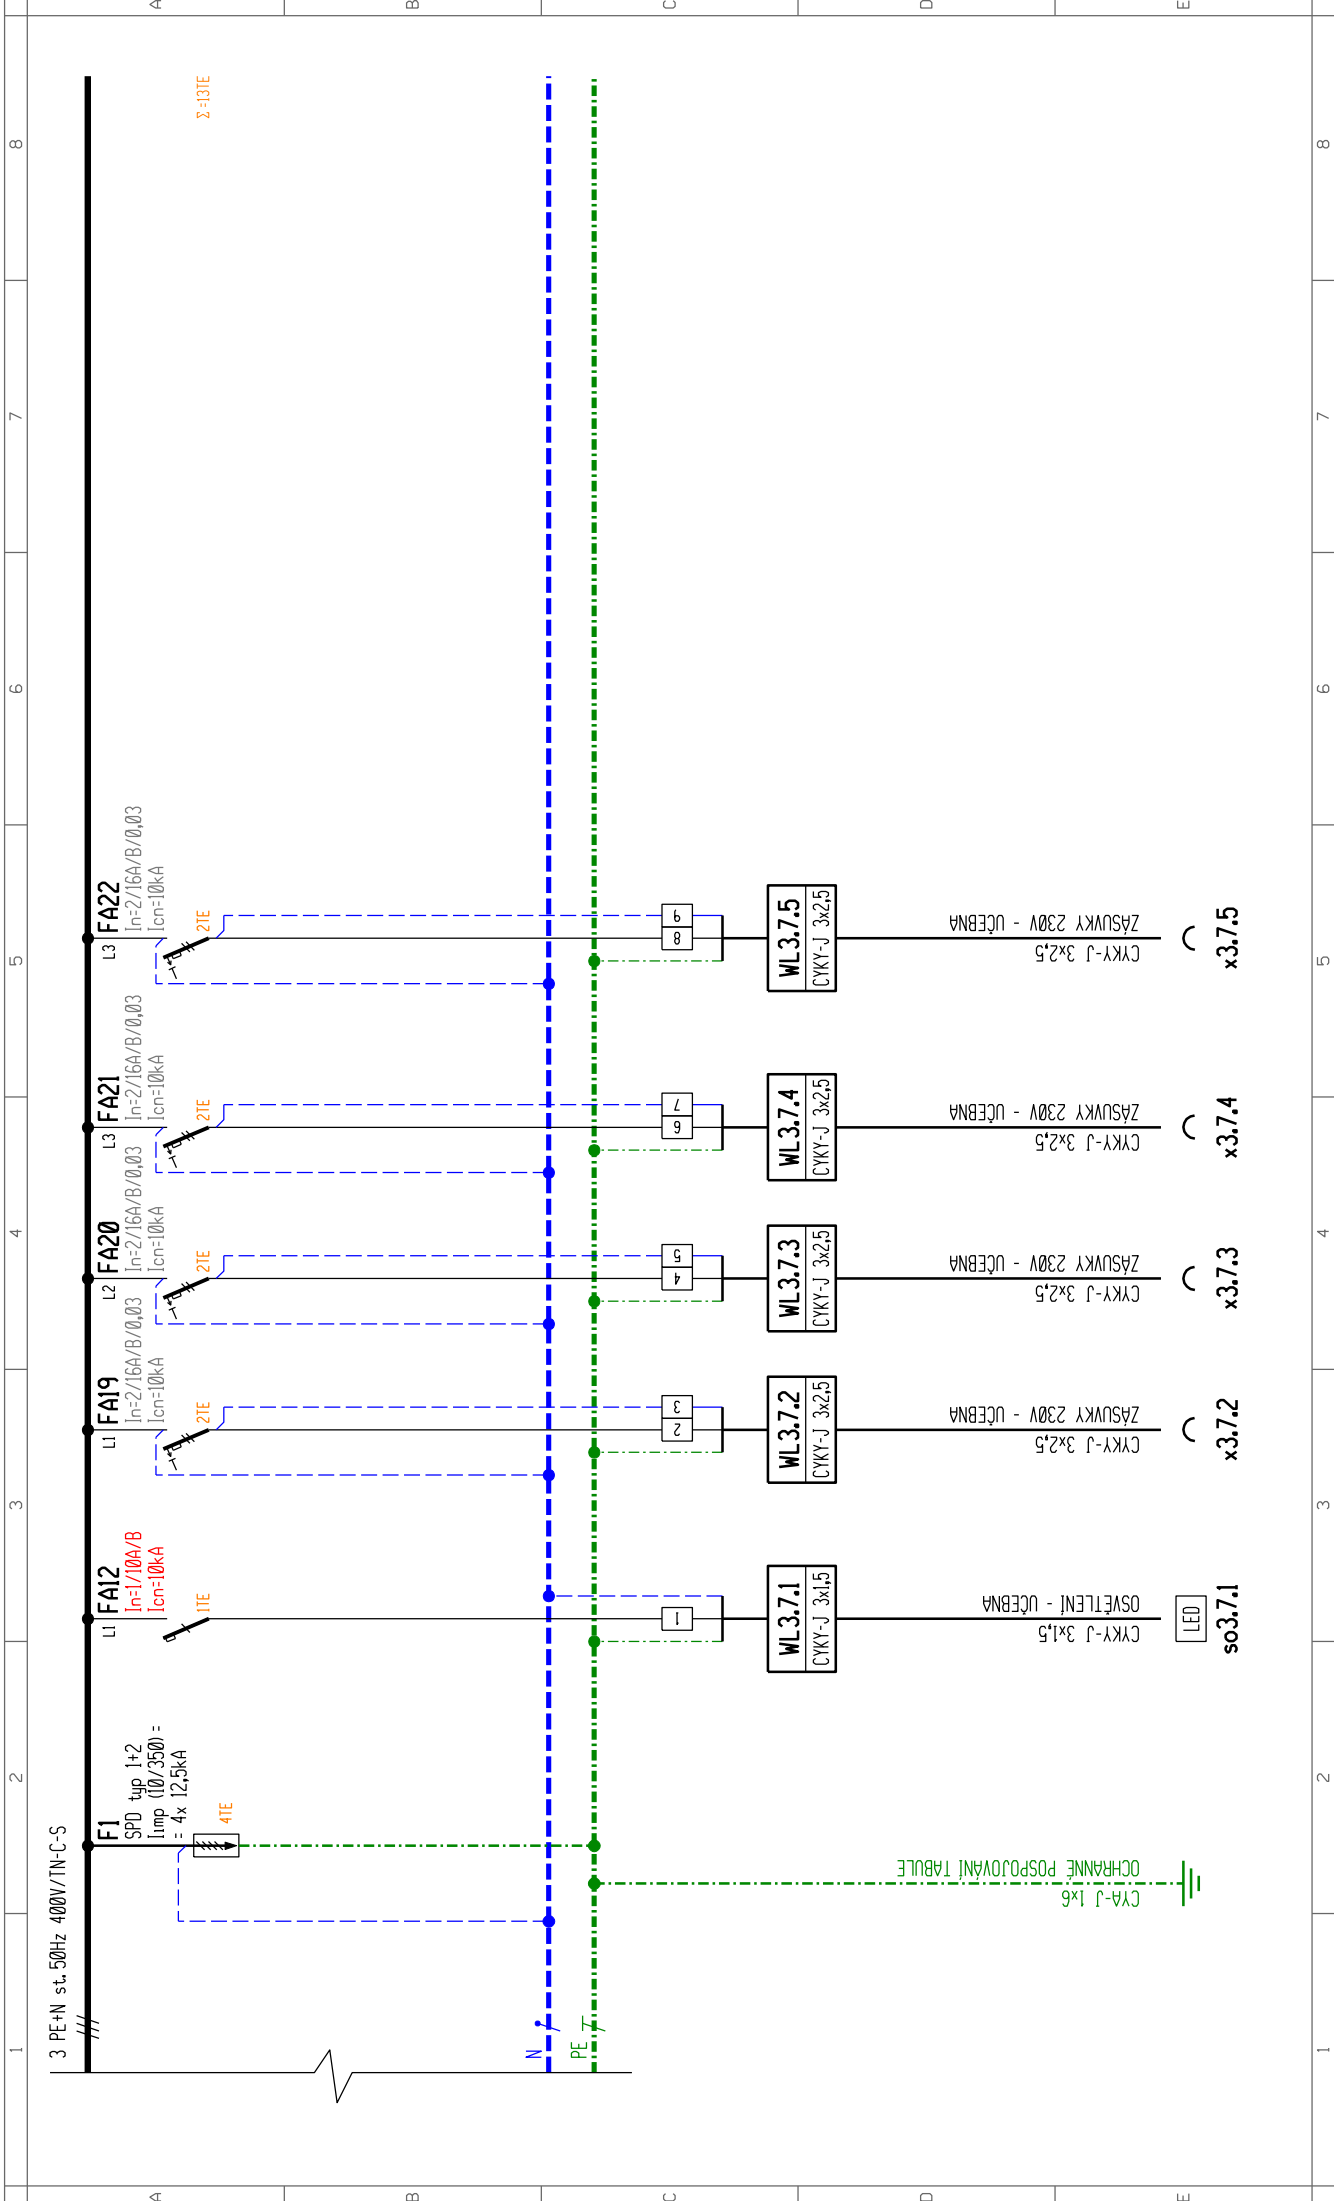 1 2 3 4 5 6 7 8
A
B
C
D
E
3 PE+N st. 50Hz 400V/TN-C-S
F1
SPD typ 1+2
Iimp (10/350) =
= 4x 12,5kA
4TE
L1 FA12
In=1/10A/B
Icn=10kA
1TE
L1 FA19
In=2/16A/B/0,03
Icn=10kA
2TE
L2 FA20
In=2/16A/B/0,03
Icn=10kA
2TE
L3 FA21
In=2/16A/B/0,03
Icn=10kA
2TE
L3 FA22
In=2/16A/B/0,03
Icn=10kA
2TE
Σ=13TE
N
PE
1
2 3
4 5
6 7
8 9
WL3.7.1
CYKY-J 3x1,5
WL3.7.2
CYKY-J 3x2,5
WL3.7.3
CYKY-J 3x2,5
WL3.7.4
CYKY-J 3x2,5
WL3.7.5
CYKY-J 3x2,5
OCHRANNÉ POSPOJOVÁNÍ TABULE
CYA-J 1x6
OSVĚTLENÍ - UČEBNA
CYKY-J 3x1,5
ZÁSUVKY 230V - UČEBNA
CYKY-J 3x2,5
ZÁSUVKY 230V - UČEBNA
CYKY-J 3x2,5
ZÁSUVKY 230V - UČEBNA
CYKY-J 3x2,5
ZÁSUVKY 230V - UČEBNA
CYKY-J 3x2,5
LED
so3.7.1
x3.7.2
x3.7.3
x3.7.4
x3.7.5
A
B
C
D
E
1 2 3 4 5 6 7 8